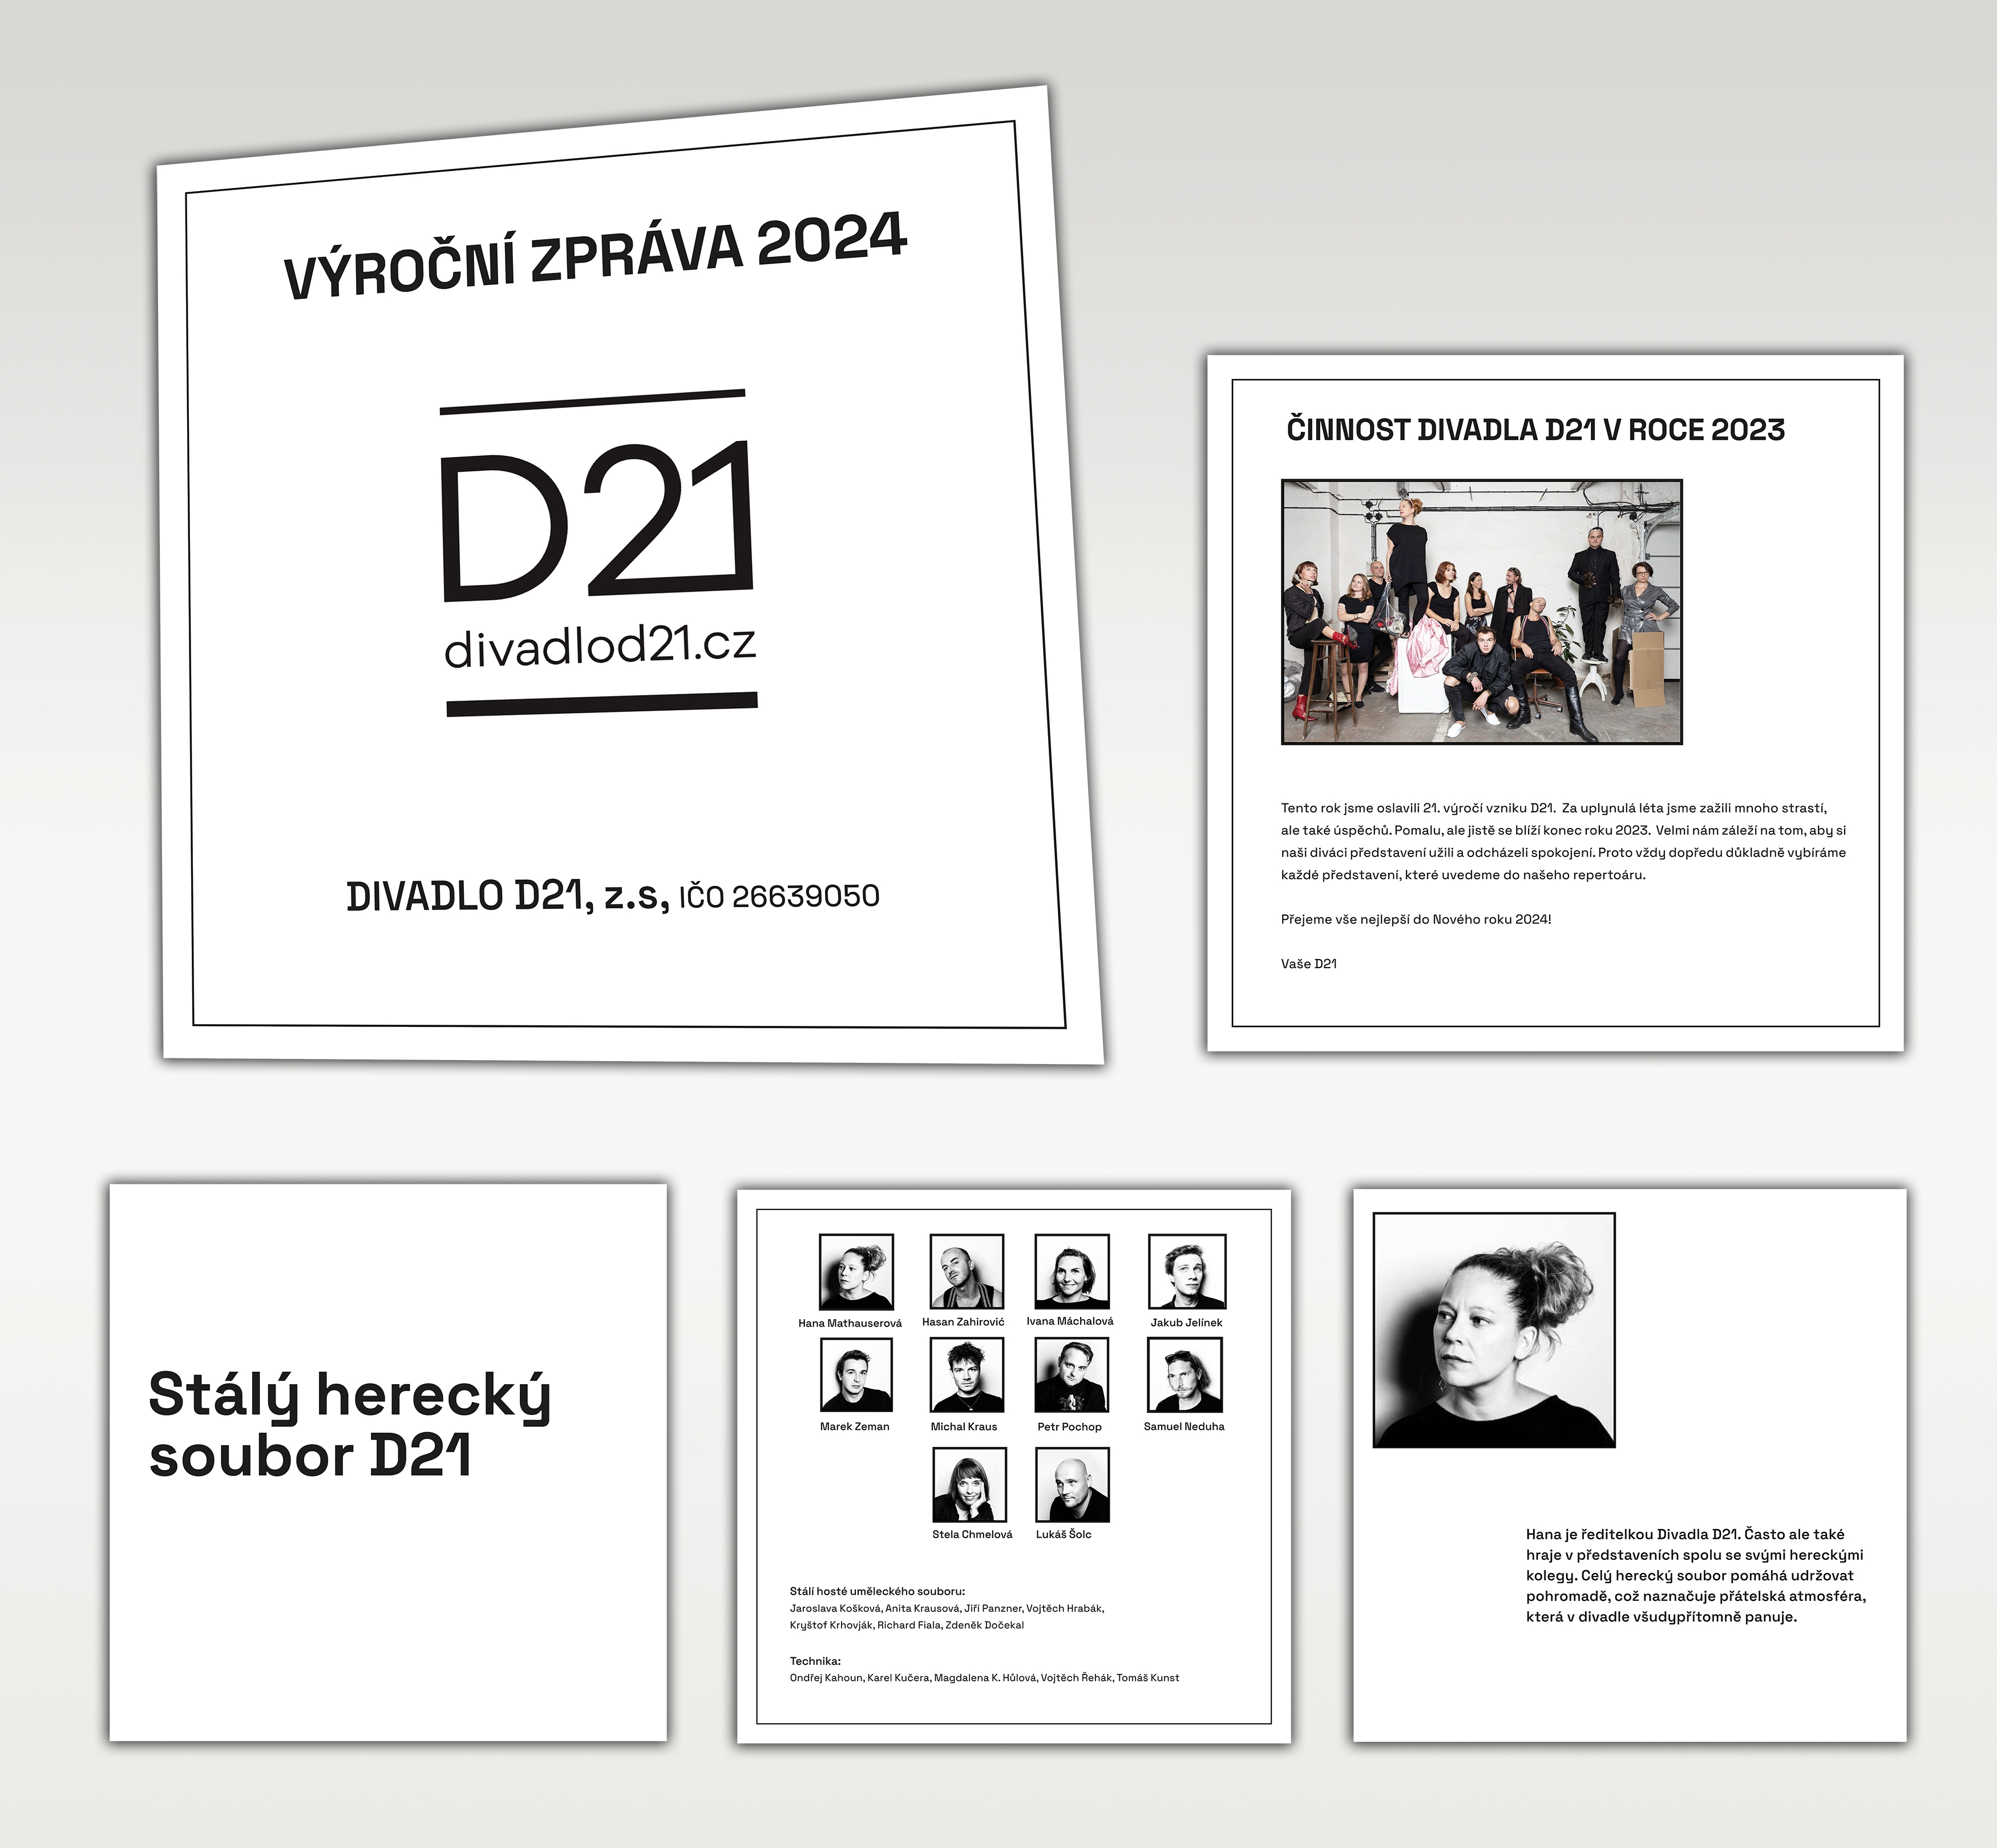 VÝROČNÍ ZPRÁVA 2024
D21
divadlod21.cz
DIVADLO D21, z.s, IČO 26639050
ČINNOST DIVADLA D21 V ROCE 2023
Tento rok jsme oslavili 21. výročí vzniku D21. Za uplynulá léta jsme zažili mnoho strastí,
ale také úspěchů. Pomalu, ale jistě se blíží konec roku 2023. Velmi nám záleží na tom, aby si
naši diváci představení užili a odcházeli spokojení. Proto vždy dopředu důkladně vybíráme
každé představení, které uvedeme do našeho repertoáru.
Přejeme vše nejlepší do Nového roku 2024!
Vaše D21
Stálý herecký
soubor D21
Hana Mathauserová Hasan Zahirović Ivana Máchalová Jakub Jelínek
Marek Zeman Michal Kraus Petr Pochop Samuel Neduha
Stela Chmelová Lukáš Šolc
Stálí hosté uměleckého souboru:
Jaroslava Košková, Anita Krausová, Jiří Panzner, Vojtěch Hrabák,
Kryštof Krhovják, Richard Fiala, Zdeněk Dočekal
Technika:
Ondřej Kahoun, Karel Kučera, Magdalena K. Hůlová, Vojtěch Řehák, Tomáš Kunst
Hana je ředitelkou Divadla D21. Často ale také
hraje v představeních spolu se svými hereckými
kolegy. Celý herecký soubor pomáhá udržovat
pohromadě, což naznačuje přátelská atmosféra,
která v divadle všudypřítomně panuje.